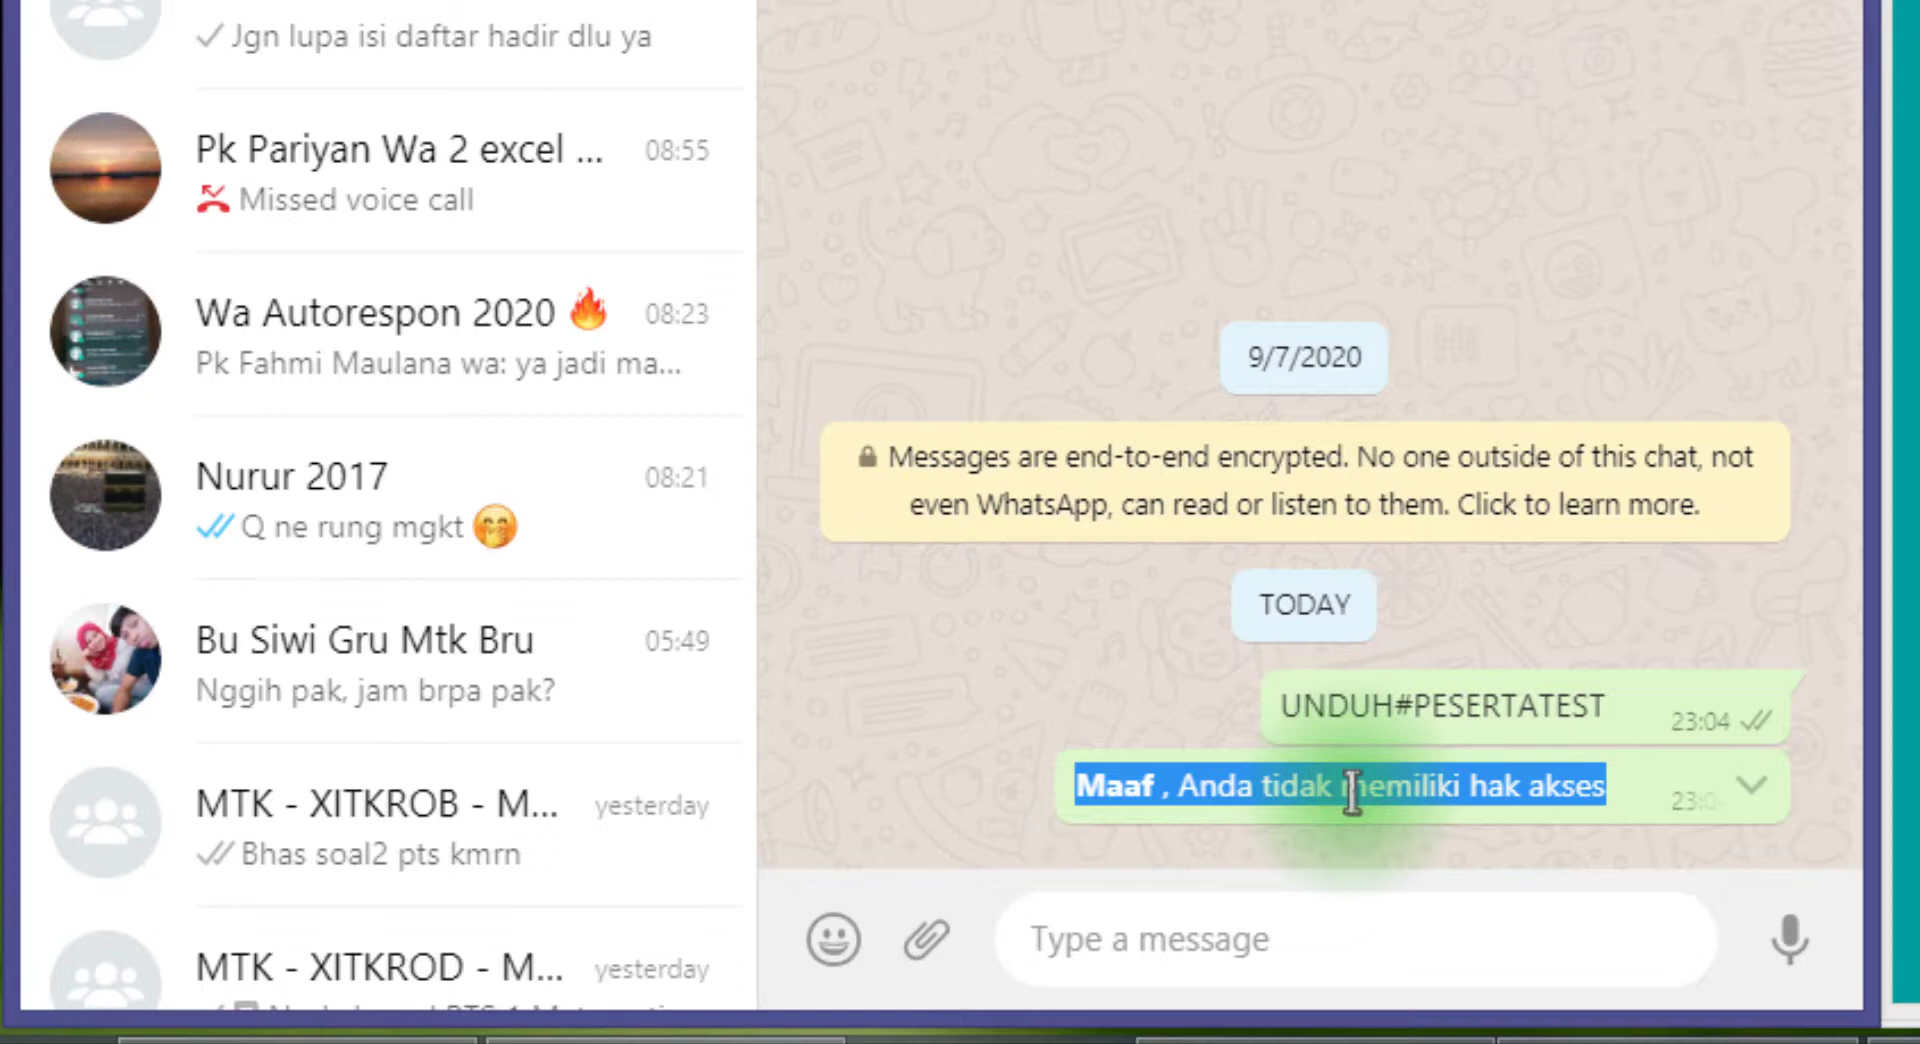 Jgn lupa isi daftar hadir dlu ya
Pk Pariyan Wa 2 excel ... 08:55
Missed voice call
Wa Autorespon 2020 🔥 08:23
Pk Fahmi Maulana wa: ya jadi ma...
Nurur 2017 08:21
Q ne rung mgkt 🤭
Bu Siwi Gru Mtk Bru 05:49
Nggih pak, jam brpa pak?
MTK - XITKROB - M... yesterday
Bhas soal2 pts kmrn
MTK - XITKROD - M... yesterday
9/7/2020
Messages are end-to-end encrypted. No one outside of this chat, not
even WhatsApp, can read or listen to them. Click to learn more.
TODAY
UNDUH#PESERTATEST 23:04
Maaf , Anda tidak memiliki hak akses
Type a message